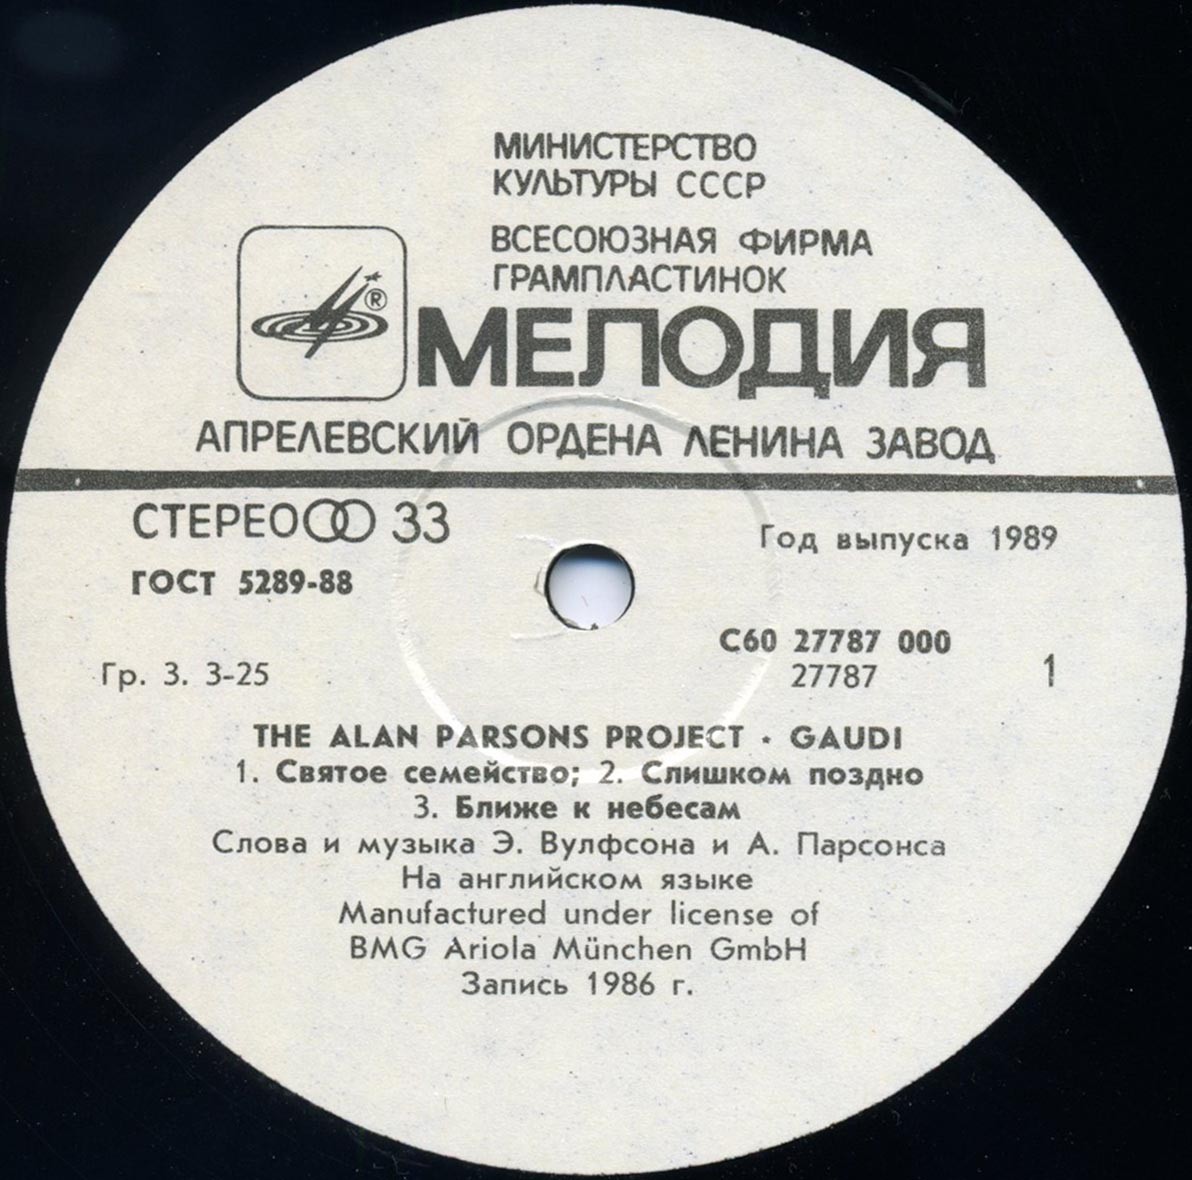 МИНИСТЕРСТВО
КУЛЬТУРЫ СССР
ВСЕСОЮЗНАЯ ФИРМА
ГРАМПЛАСТИНОК
®
МЕЛОДИЯ
АПРЕЛЕВСКИЙ ОРДЕНА ЛЕНИНА ЗАВОД
СТЕРЕО 33
Год выпуска 1989
ГОСТ 5289-88
С60 27787 000
Гр. 3. 3-25
27787
1
THE ALAN PARSONS PROJECT · GAUDI
1. Святое семейство; 2. Слишком поздно
3. Ближе к небесам
Слова и музыка Э. Вулфсона и А. Парсонса
На английском языке
Manufactured under license of
BMG Ariola München GmbH
Запись 1986 г.